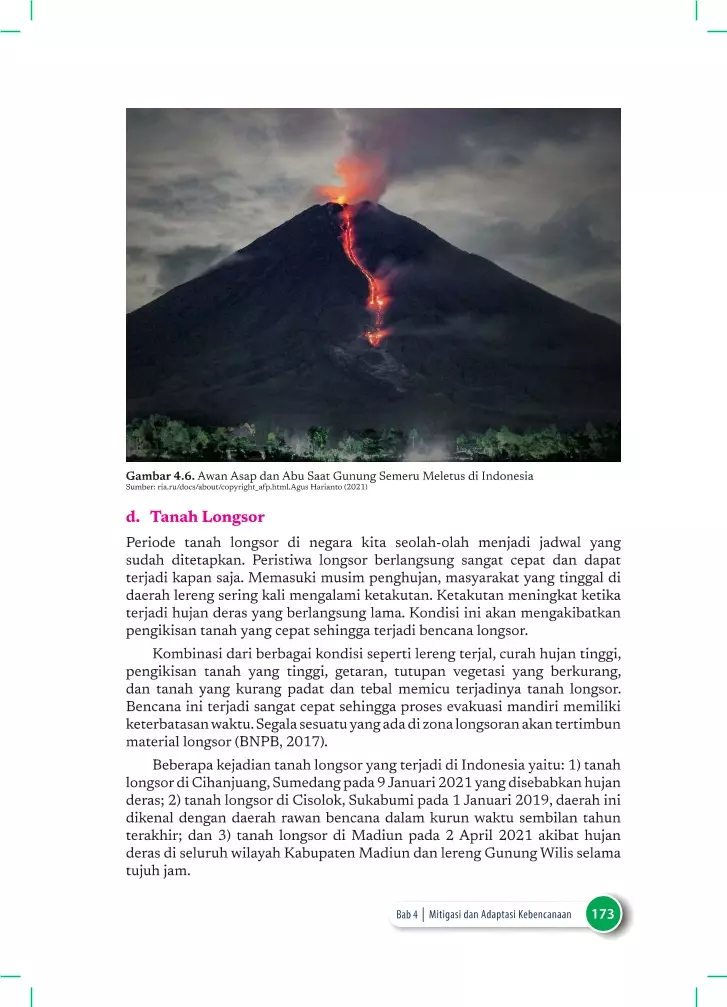 Gambar 4.6. Awan Asap dan Abu Saat Gunung Semeru Meletus di Indonesia
Sumber: ria.ru/docs/about/copyright_afp.html.Agus Harianto (2021)
d. Tanah Longsor
Periode tanah longsor di negara kita seolah-olah menjadi jadwal yang
sudah ditetapkan. Peristiwa longsor berlangsung sangat cepat dan dapat
terjadi kapan saja. Memasuki musim penghujan, masyarakat yang tinggal di
daerah lereng sering kali mengalami ketakutan. Ketakutan meningkat ketika
terjadi hujan deras yang berlangsung lama. Kondisi ini akan mengakibatkan
pengikisan tanah yang cepat sehingga terjadi bencana longsor.
Kombinasi dari berbagai kondisi seperti lereng terjal, curah hujan tinggi,
pengikisan tanah yang tinggi, getaran, tutupan vegetasi yang berkurang,
dan tanah yang kurang padat dan tebal memicu terjadinya tanah longsor.
Bencana ini terjadi sangat cepat sehingga proses evakuasi mandiri memiliki
keterbatasan waktu. Segala sesuatu yang ada di zona longsoran akan tertimbun
material longsor (BNPB, 2017).
Beberapa kejadian tanah longsor yang terjadi di Indonesia yaitu: 1) tanah
longsor di Cihanjuang, Sumedang pada 9 Januari 2021 yang disebabkan hujan
deras; 2) tanah longsor di Cisolok, Sukabumi pada 1 Januari 2019, daerah ini
dikenal dengan daerah rawan bencana dalam kurun waktu sembilan tahun
terakhir; dan 3) tanah longsor di Madiun pada 2 April 2021 akibat hujan
deras di seluruh wilayah Kabupaten Madiun dan lereng Gunung Wilis selama
tujuh jam.
Bab 4 | Mitigasi dan Adaptasi Kebencanaan 173